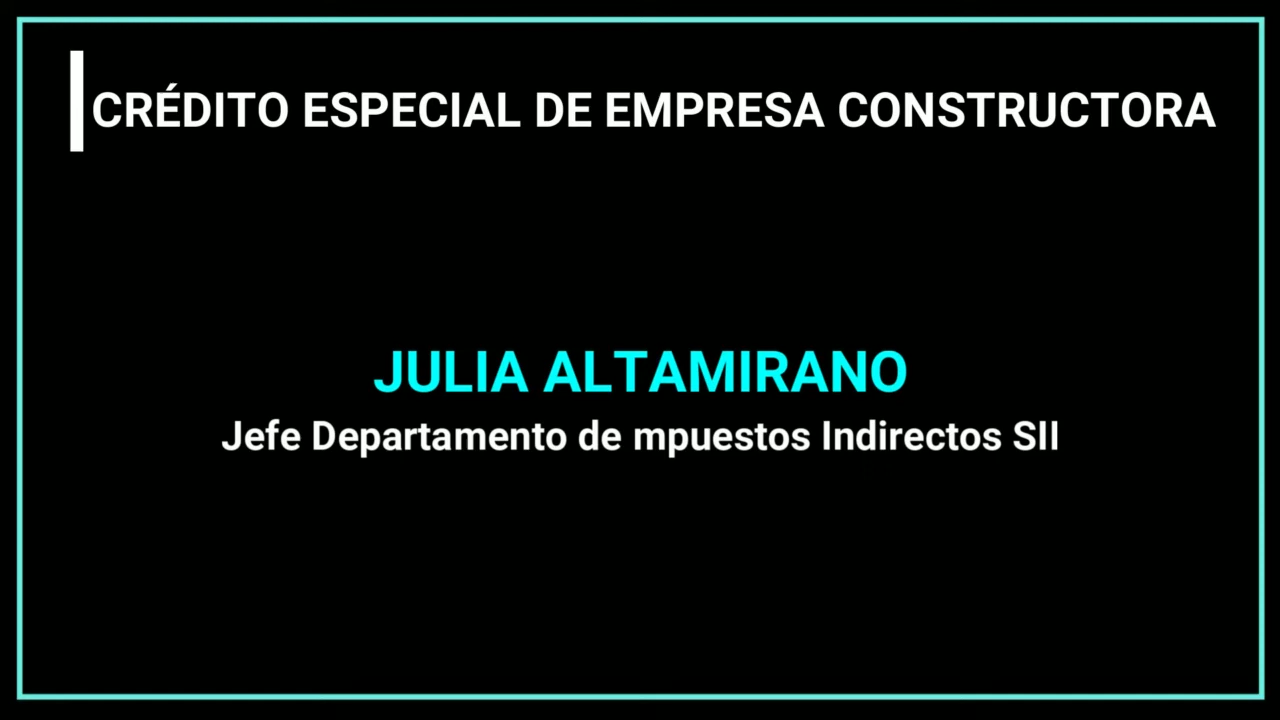 CRÉDITO ESPECIAL DE EMPRESA CONSTRUCTORA
JULIA ALTAMIRANO
Jefe Departamento de mpuestos Indirectos SII